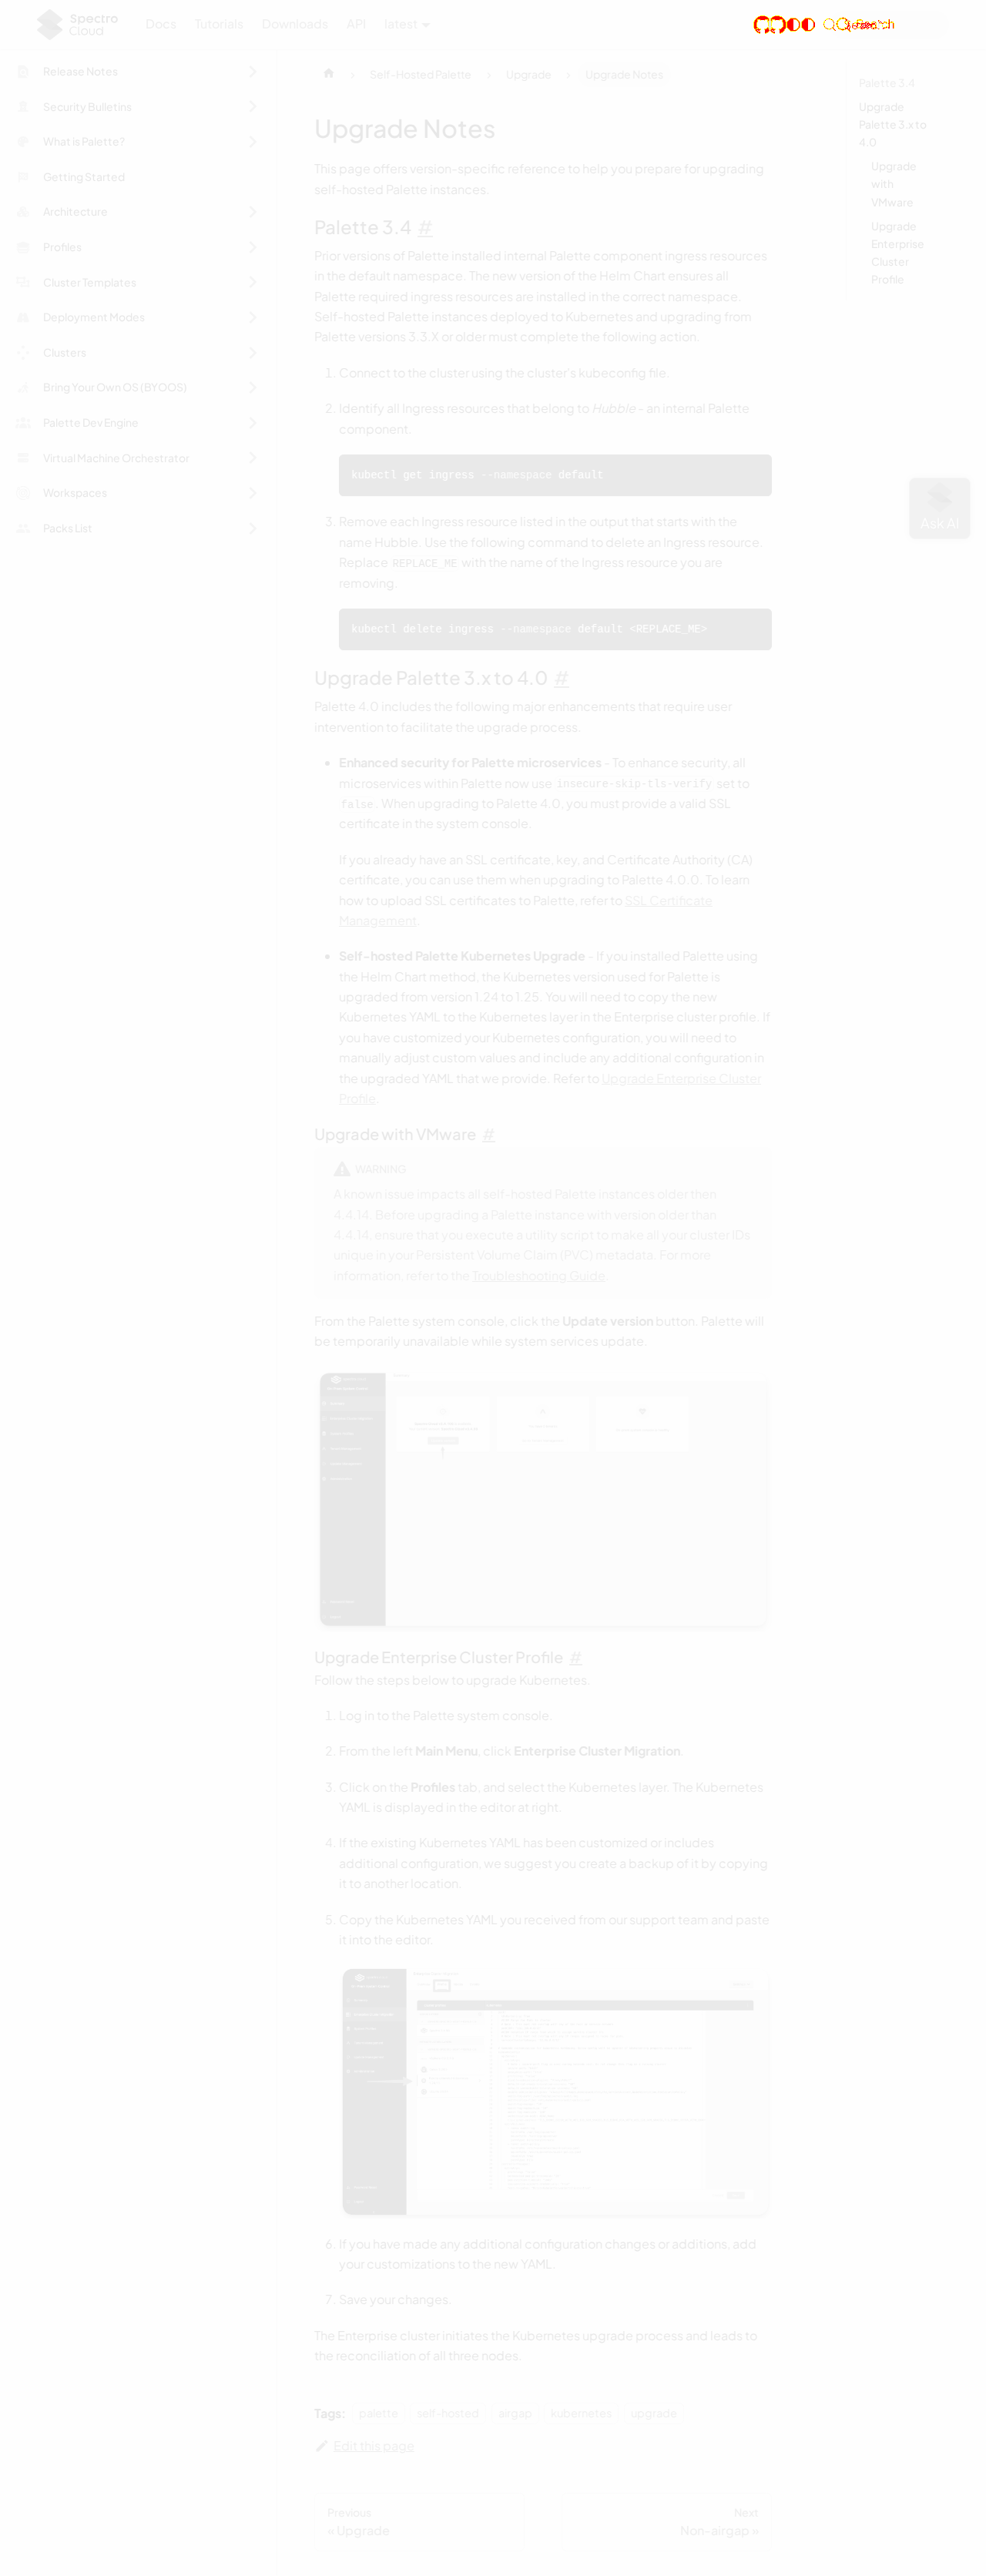 Spectro Cloud
Docs
Tutorials
Downloads
API
latest
Release Notes
Security Bulletins
What is Palette?
Getting Started
Architecture
Profiles
Cluster Templates
Deployment Modes
Clusters
Bring Your Own OS (BYOOS)
Palette Dev Engine
Virtual Machine Orchestrator
Workspaces
Packs List
Self-Hosted Palette
Upgrade
Upgrade Notes
Upgrade Notes
This page offers version-specific reference to help you prepare for upgrading
self-hosted Palette instances.
Palette 3.4 #
Prior versions of Palette installed internal Palette component ingress resources
in the default namespace. The new version of the Helm Chart ensures all
Palette required ingress resources are installed in the correct namespace.
Self-hosted Palette instances deployed to Kubernetes and upgrading from
Palette versions 3.3.X or older must complete the following action.
1. Connect to the cluster using the cluster's kubeconfig file.
2. Identify all Ingress resources that belong to Hubble - an internal Palette
component.
kubectl get ingress --namespace default
3. Remove each Ingress resource listed in the output that starts with the
name Hubble. Use the following command to delete an Ingress resource.
Replace REPLACE_ME with the name of the Ingress resource you are
removing.
kubectl delete ingress --namespace default <REPLACE_ME>
Upgrade Palette 3.x to 4.0 #
Palette 4.0 includes the following major enhancements that require user
intervention to facilitate the upgrade process.
Enhanced security for Palette microservices - To enhance security, all
microservices within Palette now use insecure-skip-tls-verify set to
false. When upgrading to Palette 4.0, you must provide a valid SSL
certificate in the system console.
If you already have an SSL certificate, key, and Certificate Authority (CA)
certificate, you can use them when upgrading to Palette 4.0.0. To learn
how to upload SSL certificates to Palette, refer to SSL Certificate
Management.
Self-hosted Palette Kubernetes Upgrade - If you installed Palette using
the Helm Chart method, the Kubernetes version used for Palette is
upgraded from version 1.24 to 1.25. You will need to copy the new
Kubernetes YAML to the Kubernetes layer in the Enterprise cluster profile. If
you have customized your Kubernetes configuration, you will need to
manually adjust custom values and include any additional configuration in
the upgraded YAML that we provide. Refer to Upgrade Enterprise Cluster
Profile.
Upgrade with VMware #
WARNING
A known issue impacts all self-hosted Palette instances older then
4.4.14. Before upgrading a Palette instance with version older than
4.4.14, ensure that you execute a utility script to make all your cluster IDs
unique in your Persistent Volume Claim (PVC) metadata. For more
information, refer to the Troubleshooting Guide.
From the Palette system console, click the Update version button. Palette will
be temporarily unavailable while system services update.
Upgrade Enterprise Cluster Profile #
Follow the steps below to upgrade Kubernetes.
1. Log in to the Palette system console.
2. From the left Main Menu, click Enterprise Cluster Migration.
3. Click on the Profiles tab, and select the Kubernetes layer. The Kubernetes
YAML is displayed in the editor at right.
4. If the existing Kubernetes YAML has been customized or includes
additional configuration, we suggest you create a backup of it by copying
it to another location.
5. Copy the Kubernetes YAML you received from our support team and paste
it into the editor.
6. If you have made any additional configuration changes or additions, add
your customizations to the new YAML.
7. Save your changes.
The Enterprise cluster initiates the Kubernetes upgrade process and leads to
the reconciliation of all three nodes.
Tags: palette self-hosted airgap kubernetes upgrade
Edit this page
Previous
« Upgrade
Next
Non-airgap »
Palette 3.4
Upgrade
Palette 3.x to
4.0
Upgrade
with
VMware
Upgrade
Enterprise
Cluster
Profile
Ask AI